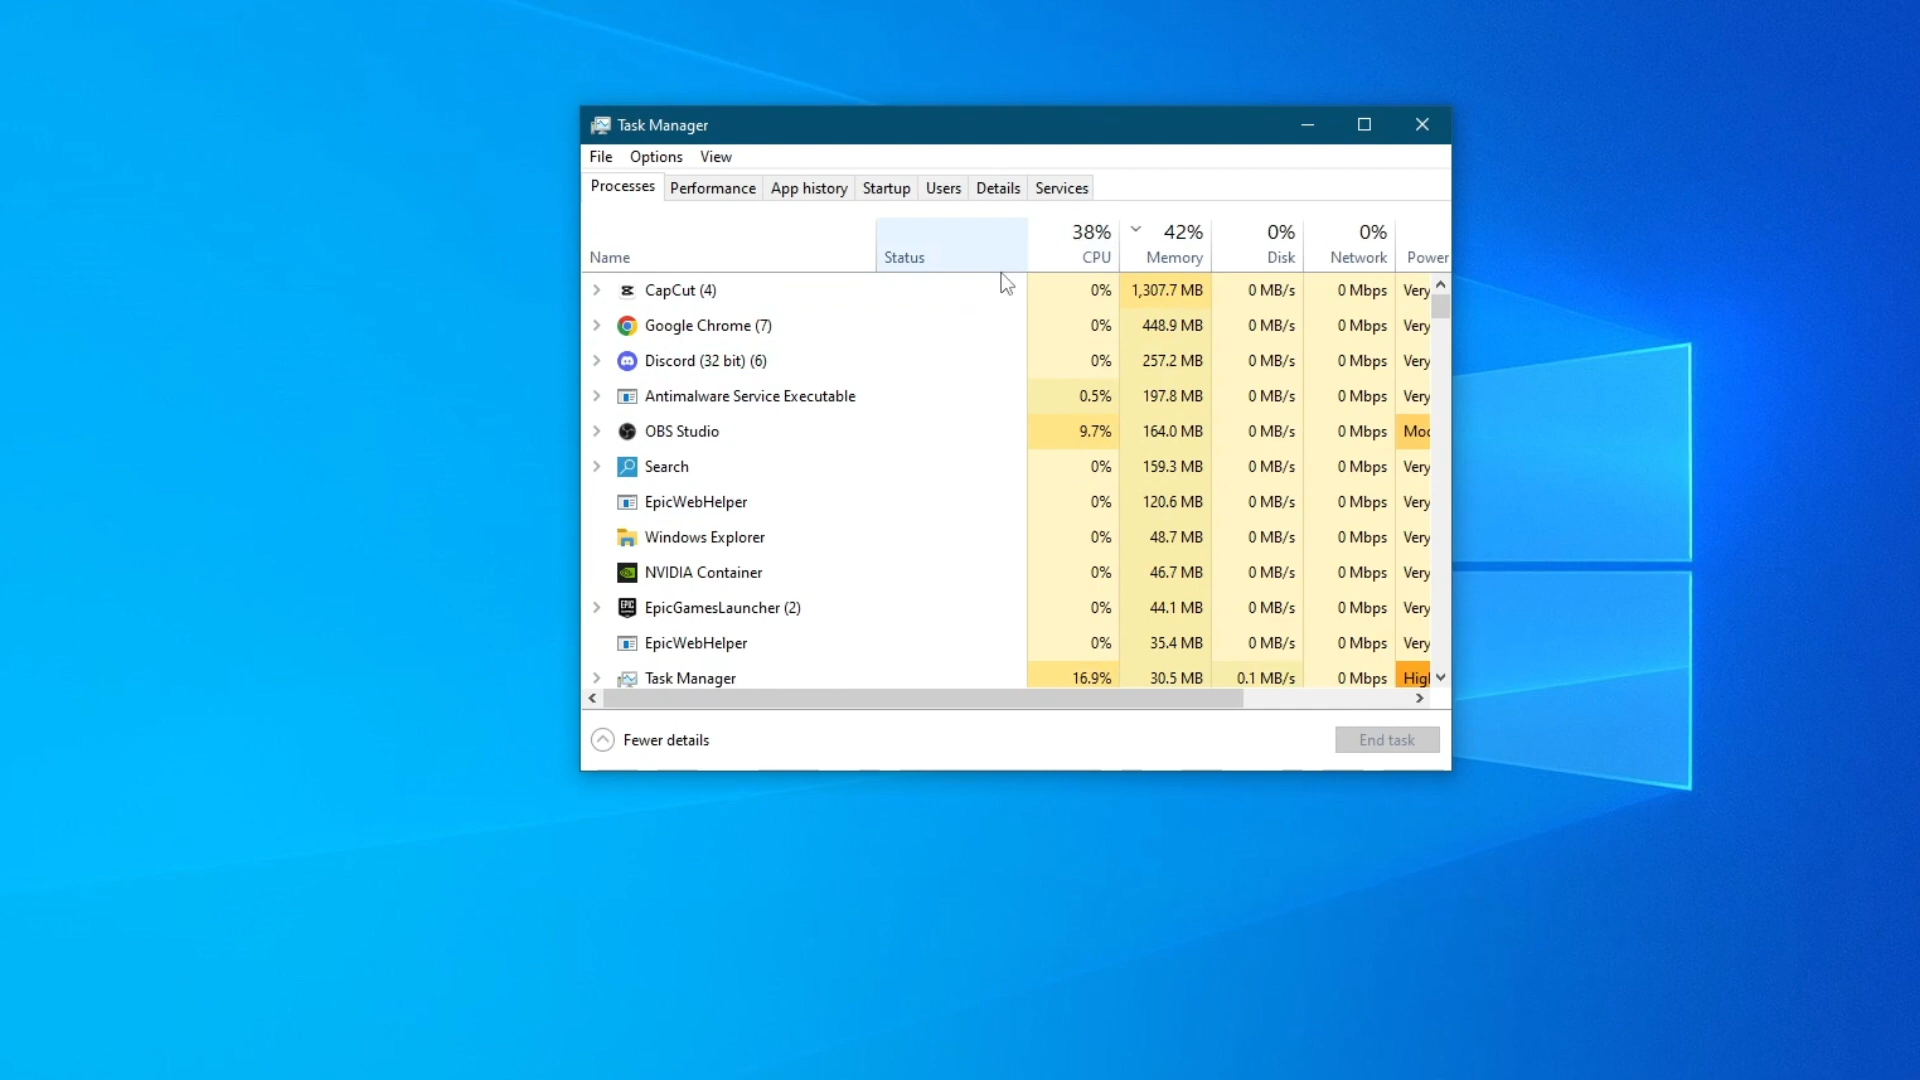 Task Manager
File Options View
Processes Performance App history Startup Users Details Services
38% 42% 0% 0%
Name Status CPU Memory Disk Network Power
CapCut (4) 0% 1,307.7 MB 0 MB/s 0 Mbps Very
Google Chrome (7) 0% 448.9 MB 0 MB/s 0 Mbps Very
Discord (32 bit) (6) 0% 257.2 MB 0 MB/s 0 Mbps Very
Antimalware Service Executable 0.5% 197.8 MB 0 MB/s 0 Mbps Very
OBS Studio 9.7% 164.0 MB 0 MB/s 0 Mbps Moc
Search 0% 159.3 MB 0 MB/s 0 Mbps Very
EpicWebHelper 0% 120.6 MB 0 MB/s 0 Mbps Very
Windows Explorer 0% 48.7 MB 0 MB/s 0 Mbps Very
NVIDIA Container 0% 46.7 MB 0 MB/s 0 Mbps Very
EPIC EpicGamesLauncher (2) 0% 44.1 MB 0 MB/s 0 Mbps Very
EpicWebHelper 0% 35.4 MB 0 MB/s 0 Mbps Very
Task Manager 16.9% 30.5 MB 0.1 MB/s 0 Mbps Higl
Fewer details End task